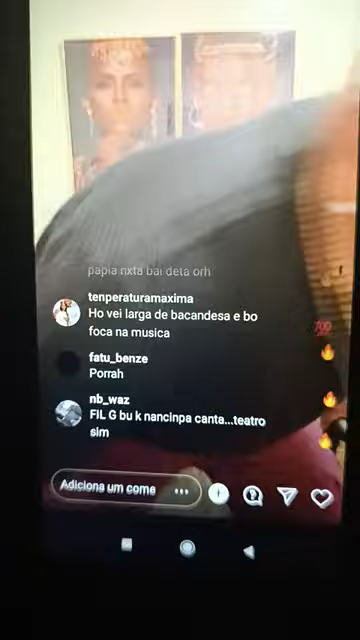 papia nxta bai deta orh
tenperaturamaxima
Ho vei larga de bacandesa e bo
foca na musica
fatu_benze
Porrah
nb_waz
FIL G bu k nancinpa canta...teatro
sim
Adiciona um come